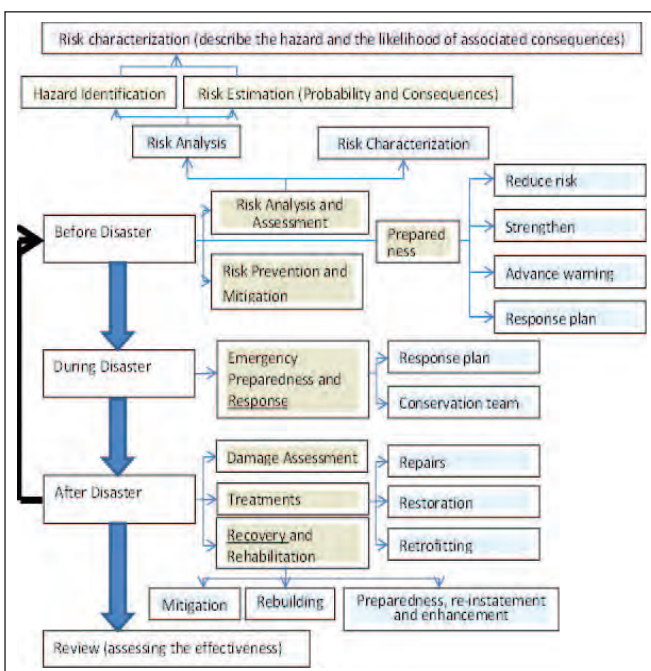 Risk characterization (describe the hazard and the likelihood of associated consequences)
Hazard Identification
Risk Estimation (Probability and Consequences)
Risk Analysis
Risk Characterization
Reduce risk
Risk Analysis and
Assessment
Before Disaster
Prepared
ness
Strengthen
Risk Prevention and
Mitigation
Advance warning
Response plan
During Disaster
Emergency
Preparedness and
Response
Response plan
Conservation team
Damage Assessment
Repairs
After Disaster
Treatments
Restoration
Recovery and
Rehabilitation
Retrofitting
Mitigation
Rebuilding
Preparedness, re-instatement
and enhancement
Review (assessing the effectiveness)